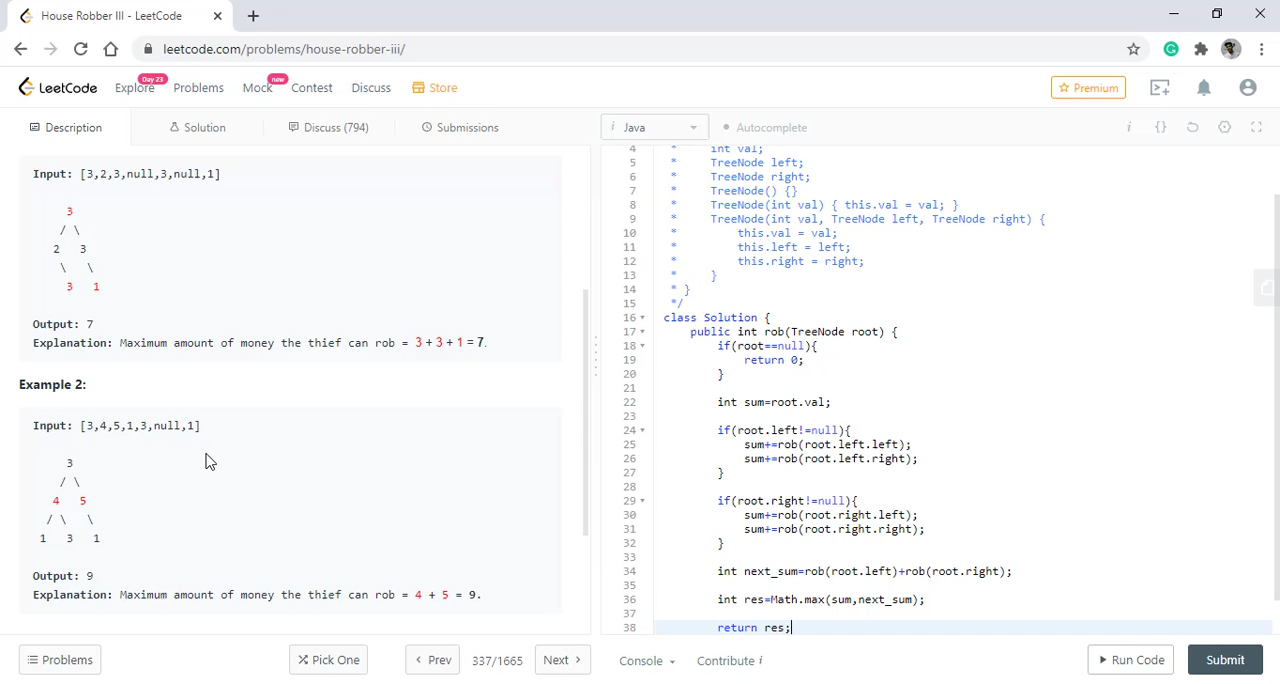 House Robber III - LeetCode
leetcode.com/problems/house-robber-iii/
LeetCode
Explore
Day 23
Problems
Mock
new
Contest
Discuss
Store
Premium
Description
Solution
Discuss (794)
Submissions
i Java
Autocomplete
i {}
Input: [3,2,3,null,3,null,1]
3
/ \
2 3
\ \
3 1
Output: 7
Explanation: Maximum amount of money the thief can rob = 3 + 3 + 1 = 7.
Example 2:
Input: [3,4,5,1,3,null,1]
3
/ \
4 5
/ \ \
1 3 1
Output: 9
Explanation: Maximum amount of money the thief can rob = 4 + 5 = 9.
4 * int val;
5 * TreeNode left;
6 * TreeNode right;
7 * TreeNode() {}
8 * TreeNode(int val) { this.val = val; }
9 * TreeNode(int val, TreeNode left, TreeNode right) {
10 * this.val = val;
11 * this.left = left;
12 * this.right = right;
13 * }
14 * }
15 */
16 class Solution {
17 public int rob(TreeNode root) {
18 if(root==null){
19 return 0;
20 }
21
22 int sum=root.val;
23
24 if(root.left!=null){
25 sum+=rob(root.left.left);
26 sum+=rob(root.left.right);
27 }
28
29 if(root.right!=null){
30 sum+=rob(root.right.left);
31 sum+=rob(root.right.right);
32 }
33
34 int next_sum=rob(root.left)+rob(root.right);
35
36 int res=Math.max(sum,next_sum);
37
38 return res;
Problems
Pick One
Prev
337/1665
Next
Console
Contribute i
Run Code
Submit